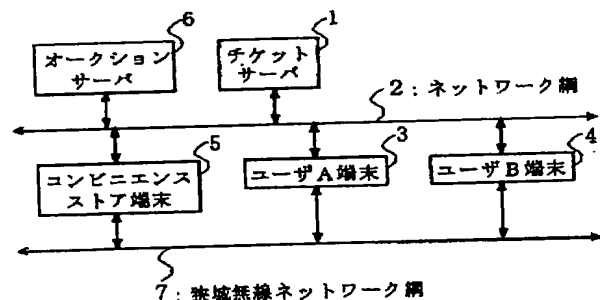 6
オークション
サーバ
1
チケット
サーバ
2：ネットワーク網
5
コンビニエンス
ストア端末
3
ユーザA端末
4
ユーザB端末
7：狭域無線ネットワーク網